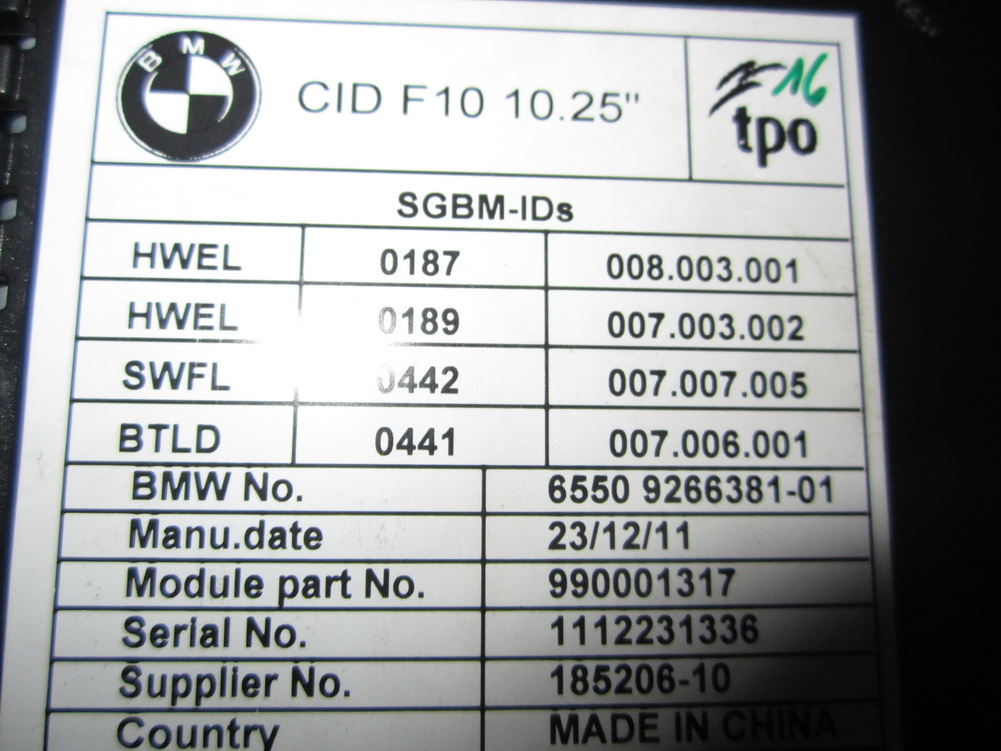 BMW CID F10 10.25" 16
tpo
SGBM-IDs
HWEL 0187 008.003.001
HWEL 0189 007.003.002
SWFL 0442 007.007.005
BTLD 0441 007.006.001
BMW No. 6550 9266381-01
Manu.date 23/12/11
Module part No. 990001317
Serial No. 1112231336
Supplier No. 185206-10
Country MADE IN CHINA